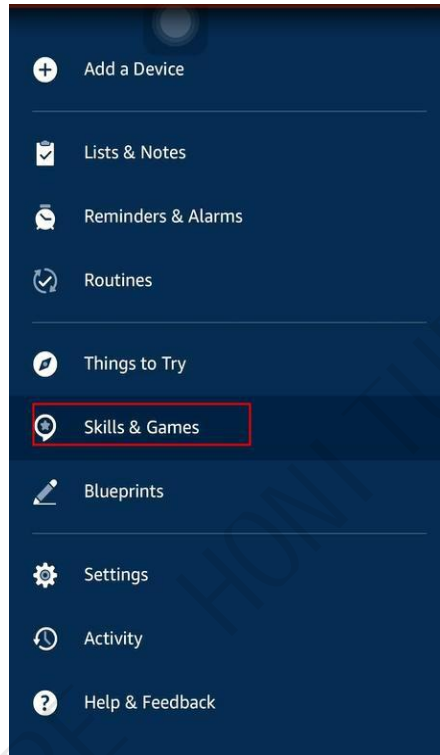 Add a Device
Lists & Notes
Reminders & Alarms
Routines
Things to Try
Skills & Games
Blueprints
Settings
Activity
Help & Feedback